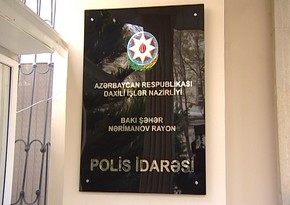 AZƏRBAYCAN RESPUBLİKASI
DAXİLİ İŞLƏR NAZİRLİYİ
BAKI ŞƏHƏR
NƏRİMANOV RAYON
POLİS İDARƏSİ